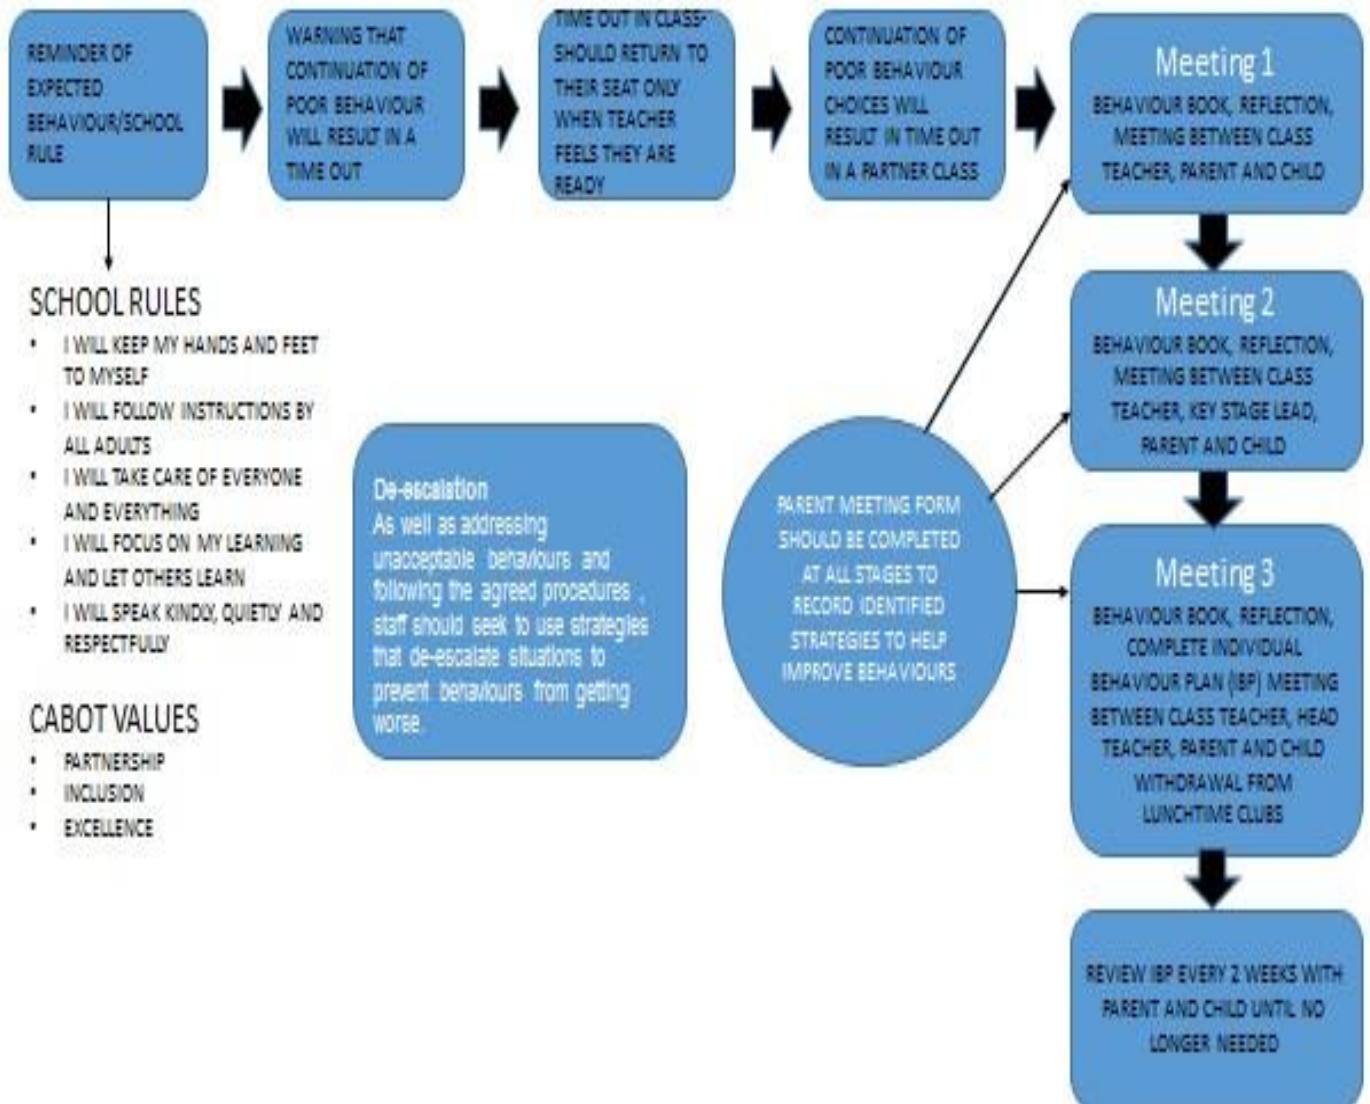 REMINDER OF
EXPECTED
BEHAVIOUR/SCHOOL
RULE
WARNING THAT
CONTINUATION OF
POOR BEHAVIOUR
WILL RESULT IN A
TIME OUT
TIME OUT IN CLASS-
SHOULD RETURN TO
THEIR SEAT ONLY
WHEN TEACHER
FEELS THEY ARE
READY
CONTINUATION OF
POOR BEHAVIOUR
CHOICES WILL
RESULT IN TIME OUT
IN A PARTNER CLASS
Meeting 1
BEHAVIOUR BOOK, REFLECTION,
MEETING BETWEEN CLASS
TEACHER, PARENT AND CHILD
SCHOOL RULES
• I WILL KEEP MY HANDS AND FEET
TO MYSELF
• I WILL FOLLOW INSTRUCTIONS BY
ALL ADULTS
• I WILL TAKE CARE OF EVERYONE
AND EVERYTHING
• I WILL FOCUS ON MY LEARNING
AND LET OTHERS LEARN
• I WILL SPEAK KINDLY, QUIETLY AND
RESPECTFULLY
CABOT VALUES
• PARTNERSHIP
• INCLUSION
• EXCELLENCE
De-escalation
As well as addressing
unacceptable behaviours and
following the agreed procedures ,
staff should seek to use strategies
that de-escalate situations to
prevent behaviours from getting
worse.
PARENT MEETING FORM
SHOULD BE COMPLETED
AT ALL STAGES TO
RECORD IDENTIFIED
STRATEGIES TO HELP
IMPROVE BEHAVIOURS
Meeting 2
BEHAVIOUR BOOK, REFLECTION,
MEETING BETWEEN CLASS
TEACHER, KEY STAGE LEAD,
PARENT AND CHILD
Meeting 3
BEHAVIOUR BOOK, REFLECTION,
COMPLETE INDIVIDUAL
BEHAVIOUR PLAN (IBP) MEETING
BETWEEN CLASS TEACHER, HEAD
TEACHER, PARENT AND CHILD
WITHDRAWAL FROM
LUNCHTIME CLUBS
REVIEW IBP EVERY 2 WEEKS WITH
PARENT AND CHILD UNTIL NO
LONGER NEEDED